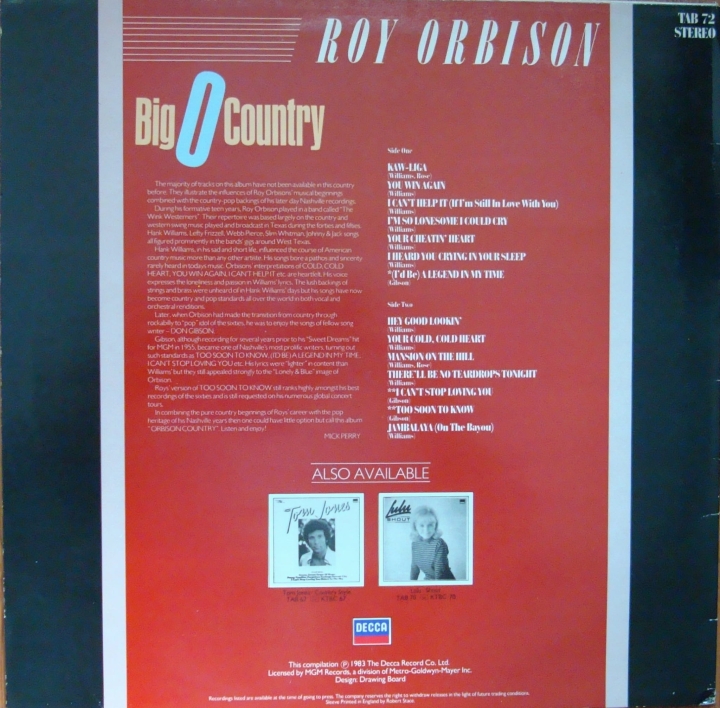 ROY ORBISON
TAB 72
STEREO
Big O Country
The majority of tracks on this album have not been available in this country
before. They illustrate the influences of Roy Orbisons' musical beginnings
combined with the country-pop backings of his later day Nashville recordings.
During his formative teen years, Roy Orbison played in a band called "The
Wink Westerners". Their repertoire was based largely on the country and
western swing music played and broadcast in Texas during the forties and fifties.
Hank Williams, Lefty Frizzell, Webb Pierce, Slim Whitman, Johnny & Jack songs
all figured prominently in the bands' gigs around West Texas.
Hank Williams, in his sad and short life, influenced the course of American
country music more than any other artiste. His songs bore a pathos and sincerity
rarely heard in todays music. Orbisons' interpretations of COLD, COLD
HEART, YOU WIN AGAIN, I CAN'T HELP IT etc. are heartfelt. His voice
expresses the loneliness and passion in Williams' lyrics. The lush backings of
strings and brass were unheard of in Hank Williams' days but his songs have now
become country and pop standards all over the world in both vocal and
orchestral renditions.
Later, when Orbison had made the transition from country through
rockabilly to "pop" idol of the sixties, he was to enjoy the songs of fellow song
writer – DON GIBSON.
Gibson, although recording for several years prior to his "Sweet Dreams" hit
for MGM in 1955, became one of Nashville's most prolific writers, turning out
such standards as TOO SOON TO KNOW, (I'D BE) A LEGEND IN MY TIME,
I CAN'T STOP LOVING YOU etc. His lyrics were "lighter" in content than
Williams' but they still appealed strongly to the "Lonely & Blue" image of
Orbison.
Roys' version of TOO SOON TO KNOW still ranks highly amongst his best
recordings of the sixties and is still requested on his numerous global concert
tours.
In combining the pure country beginnings of Roys' career with the pop
heritage of his Nashville years then one could have little option but call this album
"ORBISON COUNTRY". Listen and enjoy!
MICK PERRY
Side One
KAW-LIGA
(Williams, Rose)
YOU WIN AGAIN
(Williams)
I CAN'T HELP IT (If I'm Still In Love With You)
(Williams)
I'M SO LONESOME I COULD CRY
(Williams)
YOUR CHEATIN' HEART
(Williams)
I HEARD YOU CRYING IN YOUR SLEEP
(Williams)
*(I'd Be) A LEGEND IN MY TIME
(Gibson)
Side Two
HEY GOOD LOOKIN'
(Williams)
YOUR COLD, COLD HEART
(Williams)
MANSION ON THE HILL
(Williams, Rose)
THERE'LL BE NO TEARDROPS TONIGHT
(Williams)
**I CAN'T STOP LOVING YOU
(Gibson)
**TOO SOON TO KNOW
(Gibson)
JAMBALAYA (On The Bayou)
(Williams)
ALSO AVAILABLE
Tom Jones
Lulu
SHOUT
Tom Jones' Country Style
TAB 67
Lulu 'Shout'
DECCA
This compilation ℗ 1983 The Decca Record Co. Ltd.
Licensed by MGM Records, a division of Metro-Goldwyn-Mayer Inc.
Design: Drawing Board
Recordings listed are available at the time of going to press. The company reserves the right to withdraw releases in the light of future trading conditions.
Sleeve Printed in England by Robert Stace.